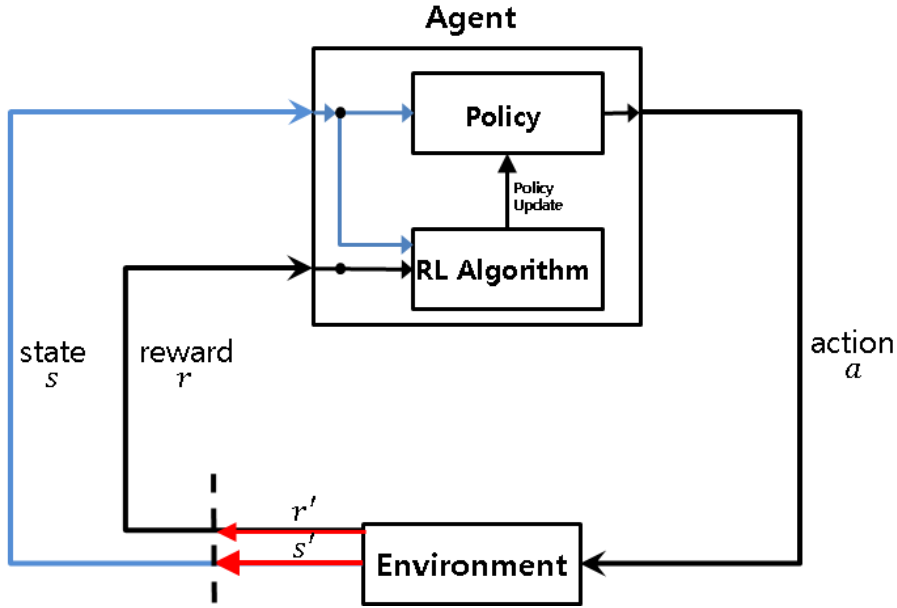 Agent
Policy
Policy
Update
RL Algorithm
state
s
reward
r
action
a
r'
s'
Environment